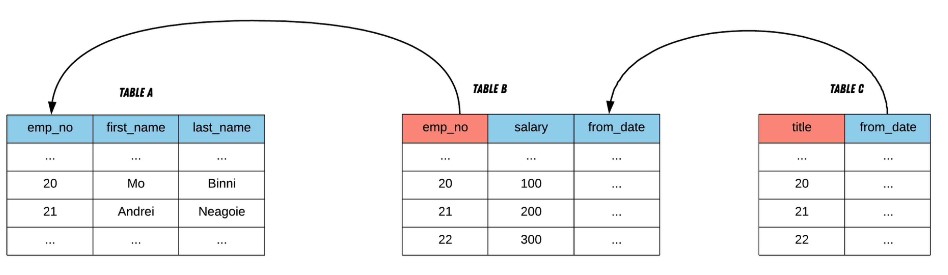 TABLE A TABLE B TABLE C
emp_no first_name last_name emp_no salary from_date title from_date
... ... ... ... ... ... ... ...
20 Mo Binni 20 100 ... 20 ...
21 Andrei Neagoie 21 200 ... 21 ...
... ... ... 22 300 ... 22 ...